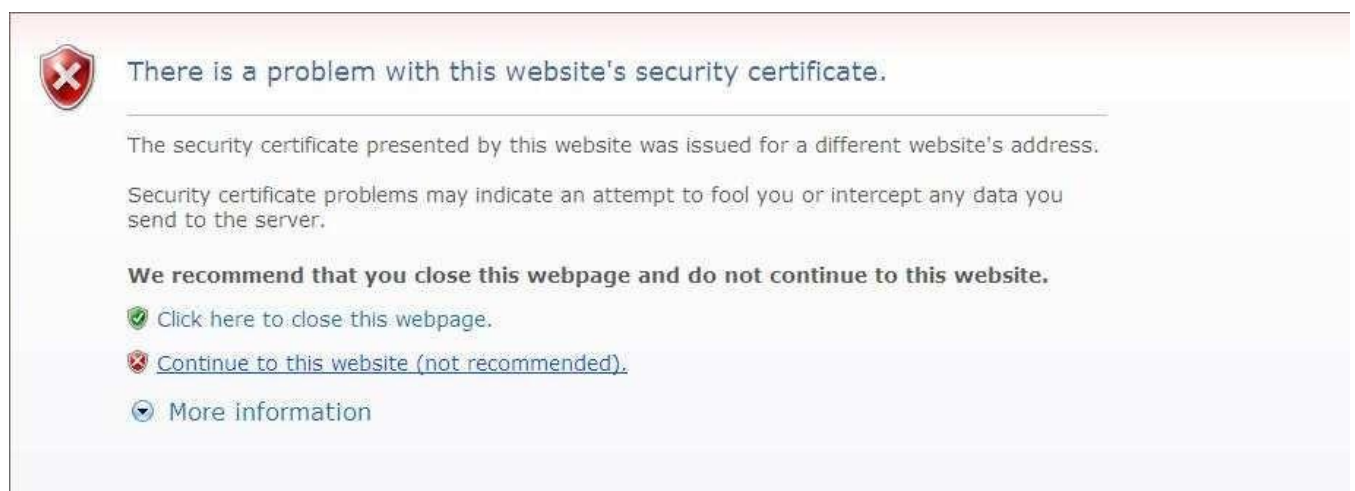 There is a problem with this website's security certificate.
The security certificate presented by this website was issued for a different website's address.
Security certificate problems may indicate an attempt to fool you or intercept any data you
send to the server.
We recommend that you close this webpage and do not continue to this website.
Click here to close this webpage.
Continue to this website (not recommended).
More information